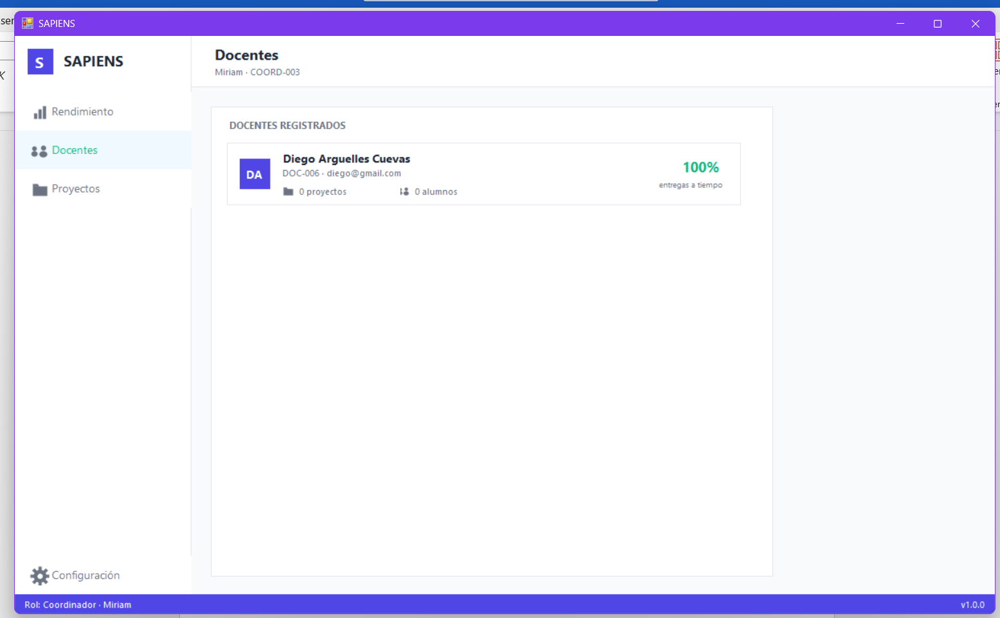 SAPIENS
S SAPIENS
Docentes
Miriam · COORD-003
Rendimiento
Docentes
Proyectos
Configuración
DOCENTES REGISTRADOS
DA
Diego Arguelles Cuevas
DOC-006 · diego@gmail.com
0 proyectos 0 alumnos
100%
entregas a tiempo
Rol: Coordinador · Miriam
v1.0.0